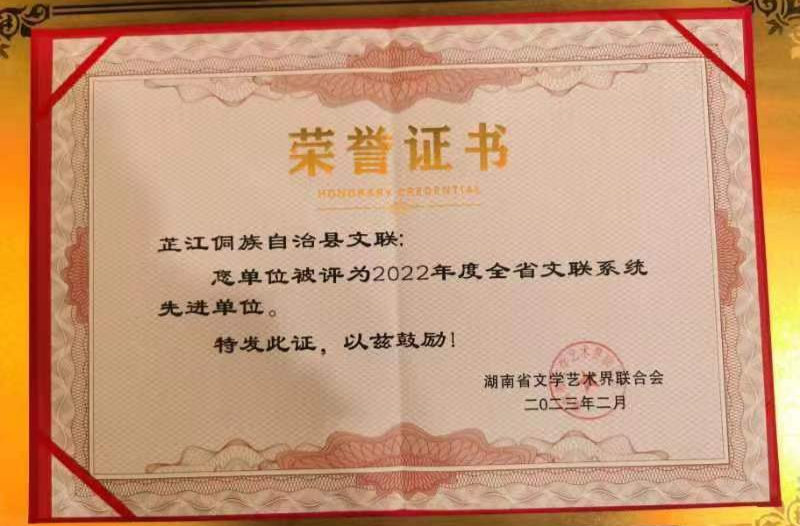 荣誉证书
HONORARY CREDENTIAL
芷江侗族自治县文联:
您单位被评为2022年度全省文联系统
先进单位。
特发此证，以兹鼓励!
湖南省文学艺术界联合会
二0二三年二月